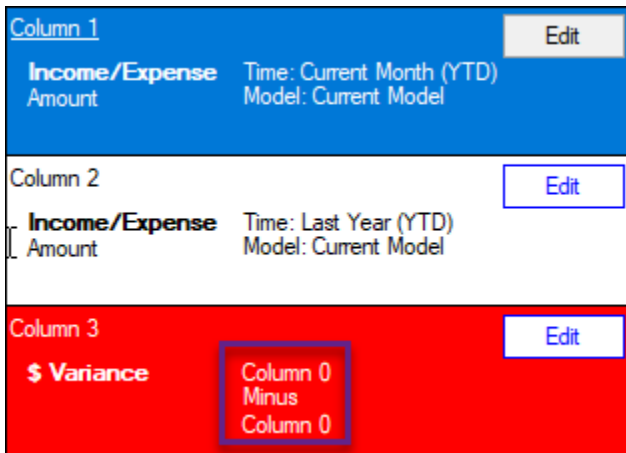 Column 1
Edit
Income/Expense Time: Current Month (YTD)
Amount Model: Current Model
Column 2
Edit
Income/Expense Time: Last Year (YTD)
Amount Model: Current Model
Column 3
Edit
$ Variance Column 0
Minus
Column 0